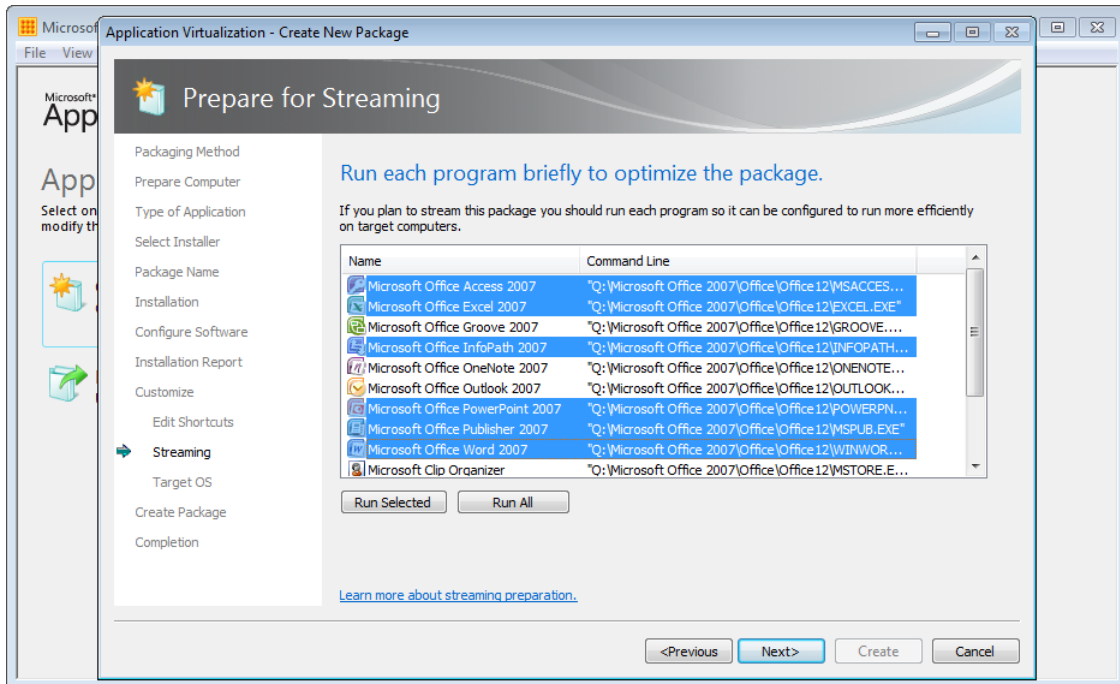 Microsof
File View
Microsoft*
App
App
Select on
modify th
Application Virtualization - Create New Package
Prepare for Streaming
Packaging Method
Prepare Computer
Type of Application
Select Installer
Package Name
Installation
Configure Software
Installation Report
Customize
Edit Shortcuts
Streaming
Target OS
Create Package
Completion
Run each program briefly to optimize the package.
If you plan to stream this package you should run each program so it can be configured to run more efficiently
on target computers.
Name Command Line
Microsoft Office Access 2007 "Q:\Microsoft Office 2007\Office\Office12\MSACCES...
Microsoft Office Excel 2007 "Q:\Microsoft Office 2007\Office\Office12\EXCEL.EXE"
Microsoft Office Groove 2007 "Q:\Microsoft Office 2007\Office\Office12\GROOVE....
Microsoft Office InfoPath 2007 "Q:\Microsoft Office 2007\Office\Office12\INFOPATH...
Microsoft Office OneNote 2007 "Q:\Microsoft Office 2007\Office\Office12\ONENOTE...
Microsoft Office Outlook 2007 "Q:\Microsoft Office 2007\Office\Office12\OUTLOOK...
Microsoft Office PowerPoint 2007 "Q:\Microsoft Office 2007\Office\Office12\POWERPN...
Microsoft Office Publisher 2007 "Q:\Microsoft Office 2007\Office\Office12\MSPUB.EXE"
Microsoft Office Word 2007 "Q:\Microsoft Office 2007\Office\Office12\WINWOR...
Microsoft Clip Organizer "Q:\Microsoft Office 2007\Office\Office12\MSTORE.E...
Run Selected Run All
Learn more about streaming preparation.
<Previous Next> Create Cancel